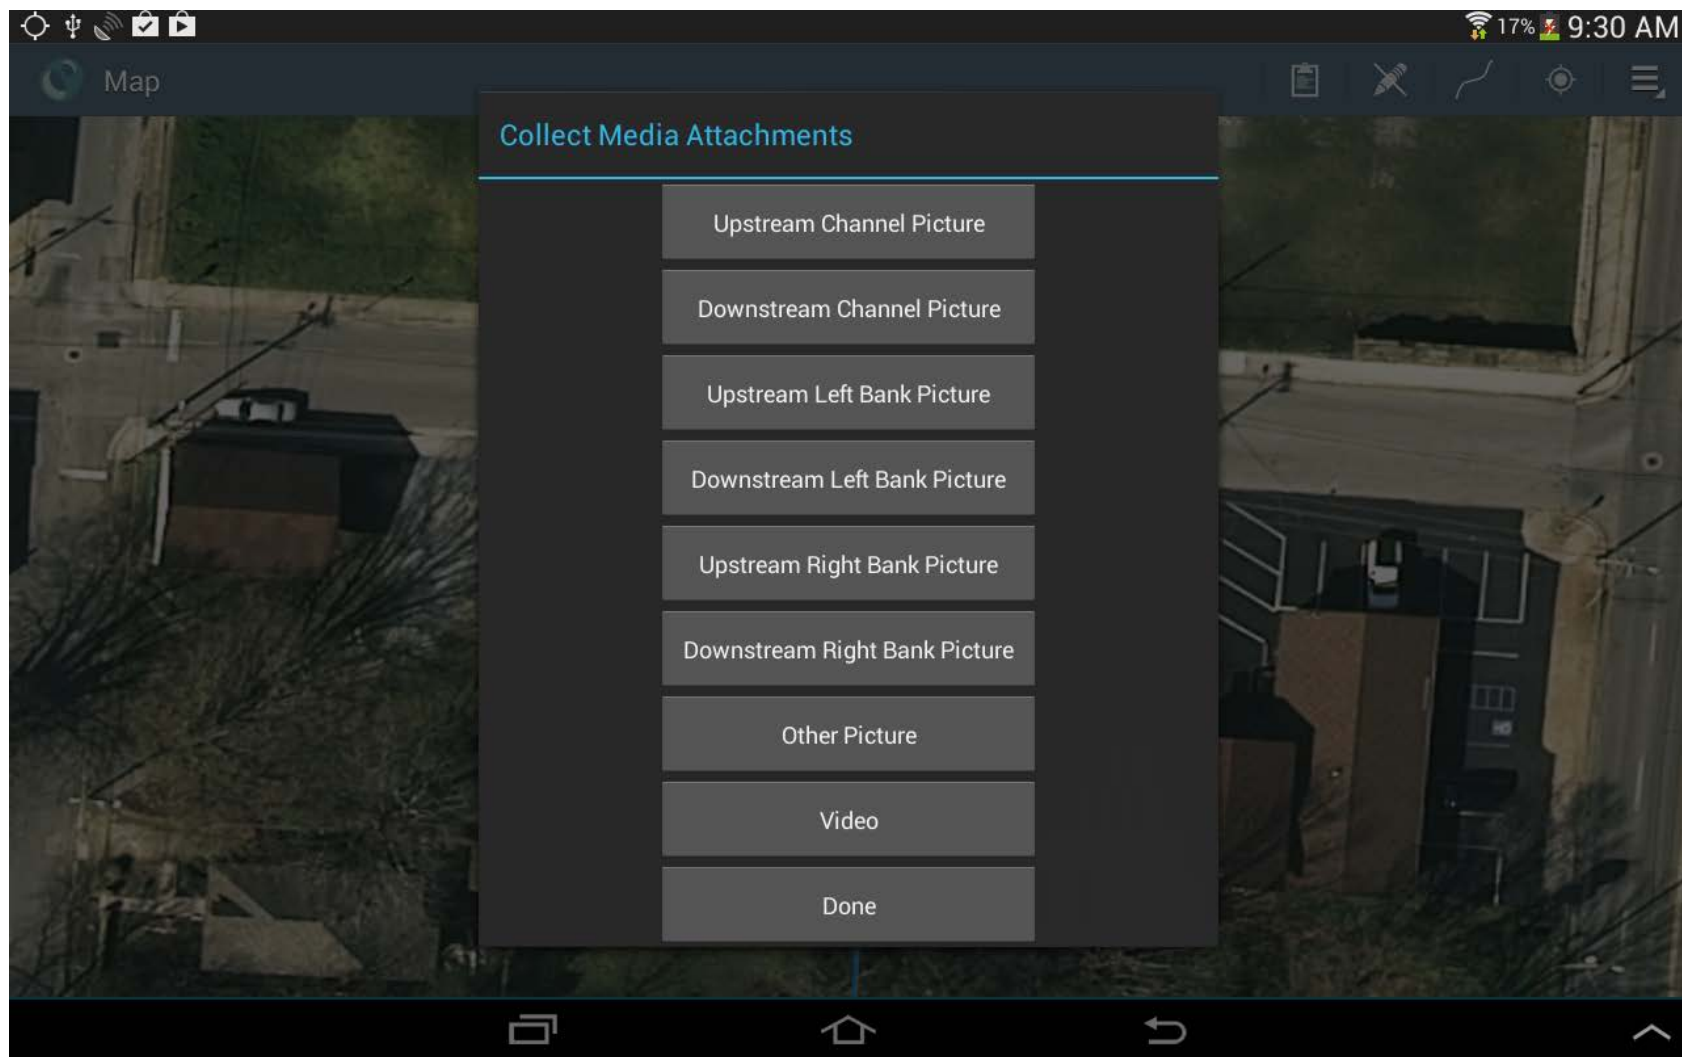 17% 9:30 AM
Map
Collect Media Attachments
Upstream Channel Picture
Downstream Channel Picture
Upstream Left Bank Picture
Downstream Left Bank Picture
Upstream Right Bank Picture
Downstream Right Bank Picture
Other Picture
Video
Done